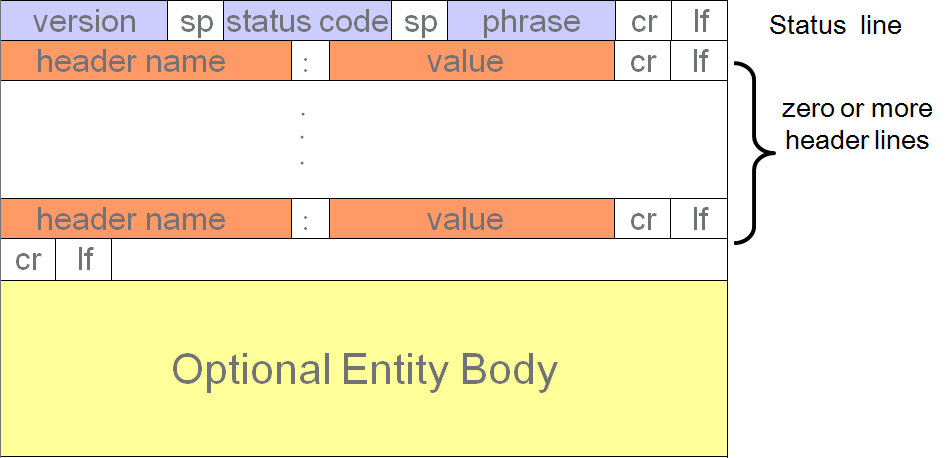 version sp status code sp phrase cr lf Status line
header name : value cr lf
zero or more
header lines
.
.
.
header name : value cr lf
cr lf
Optional Entity Body